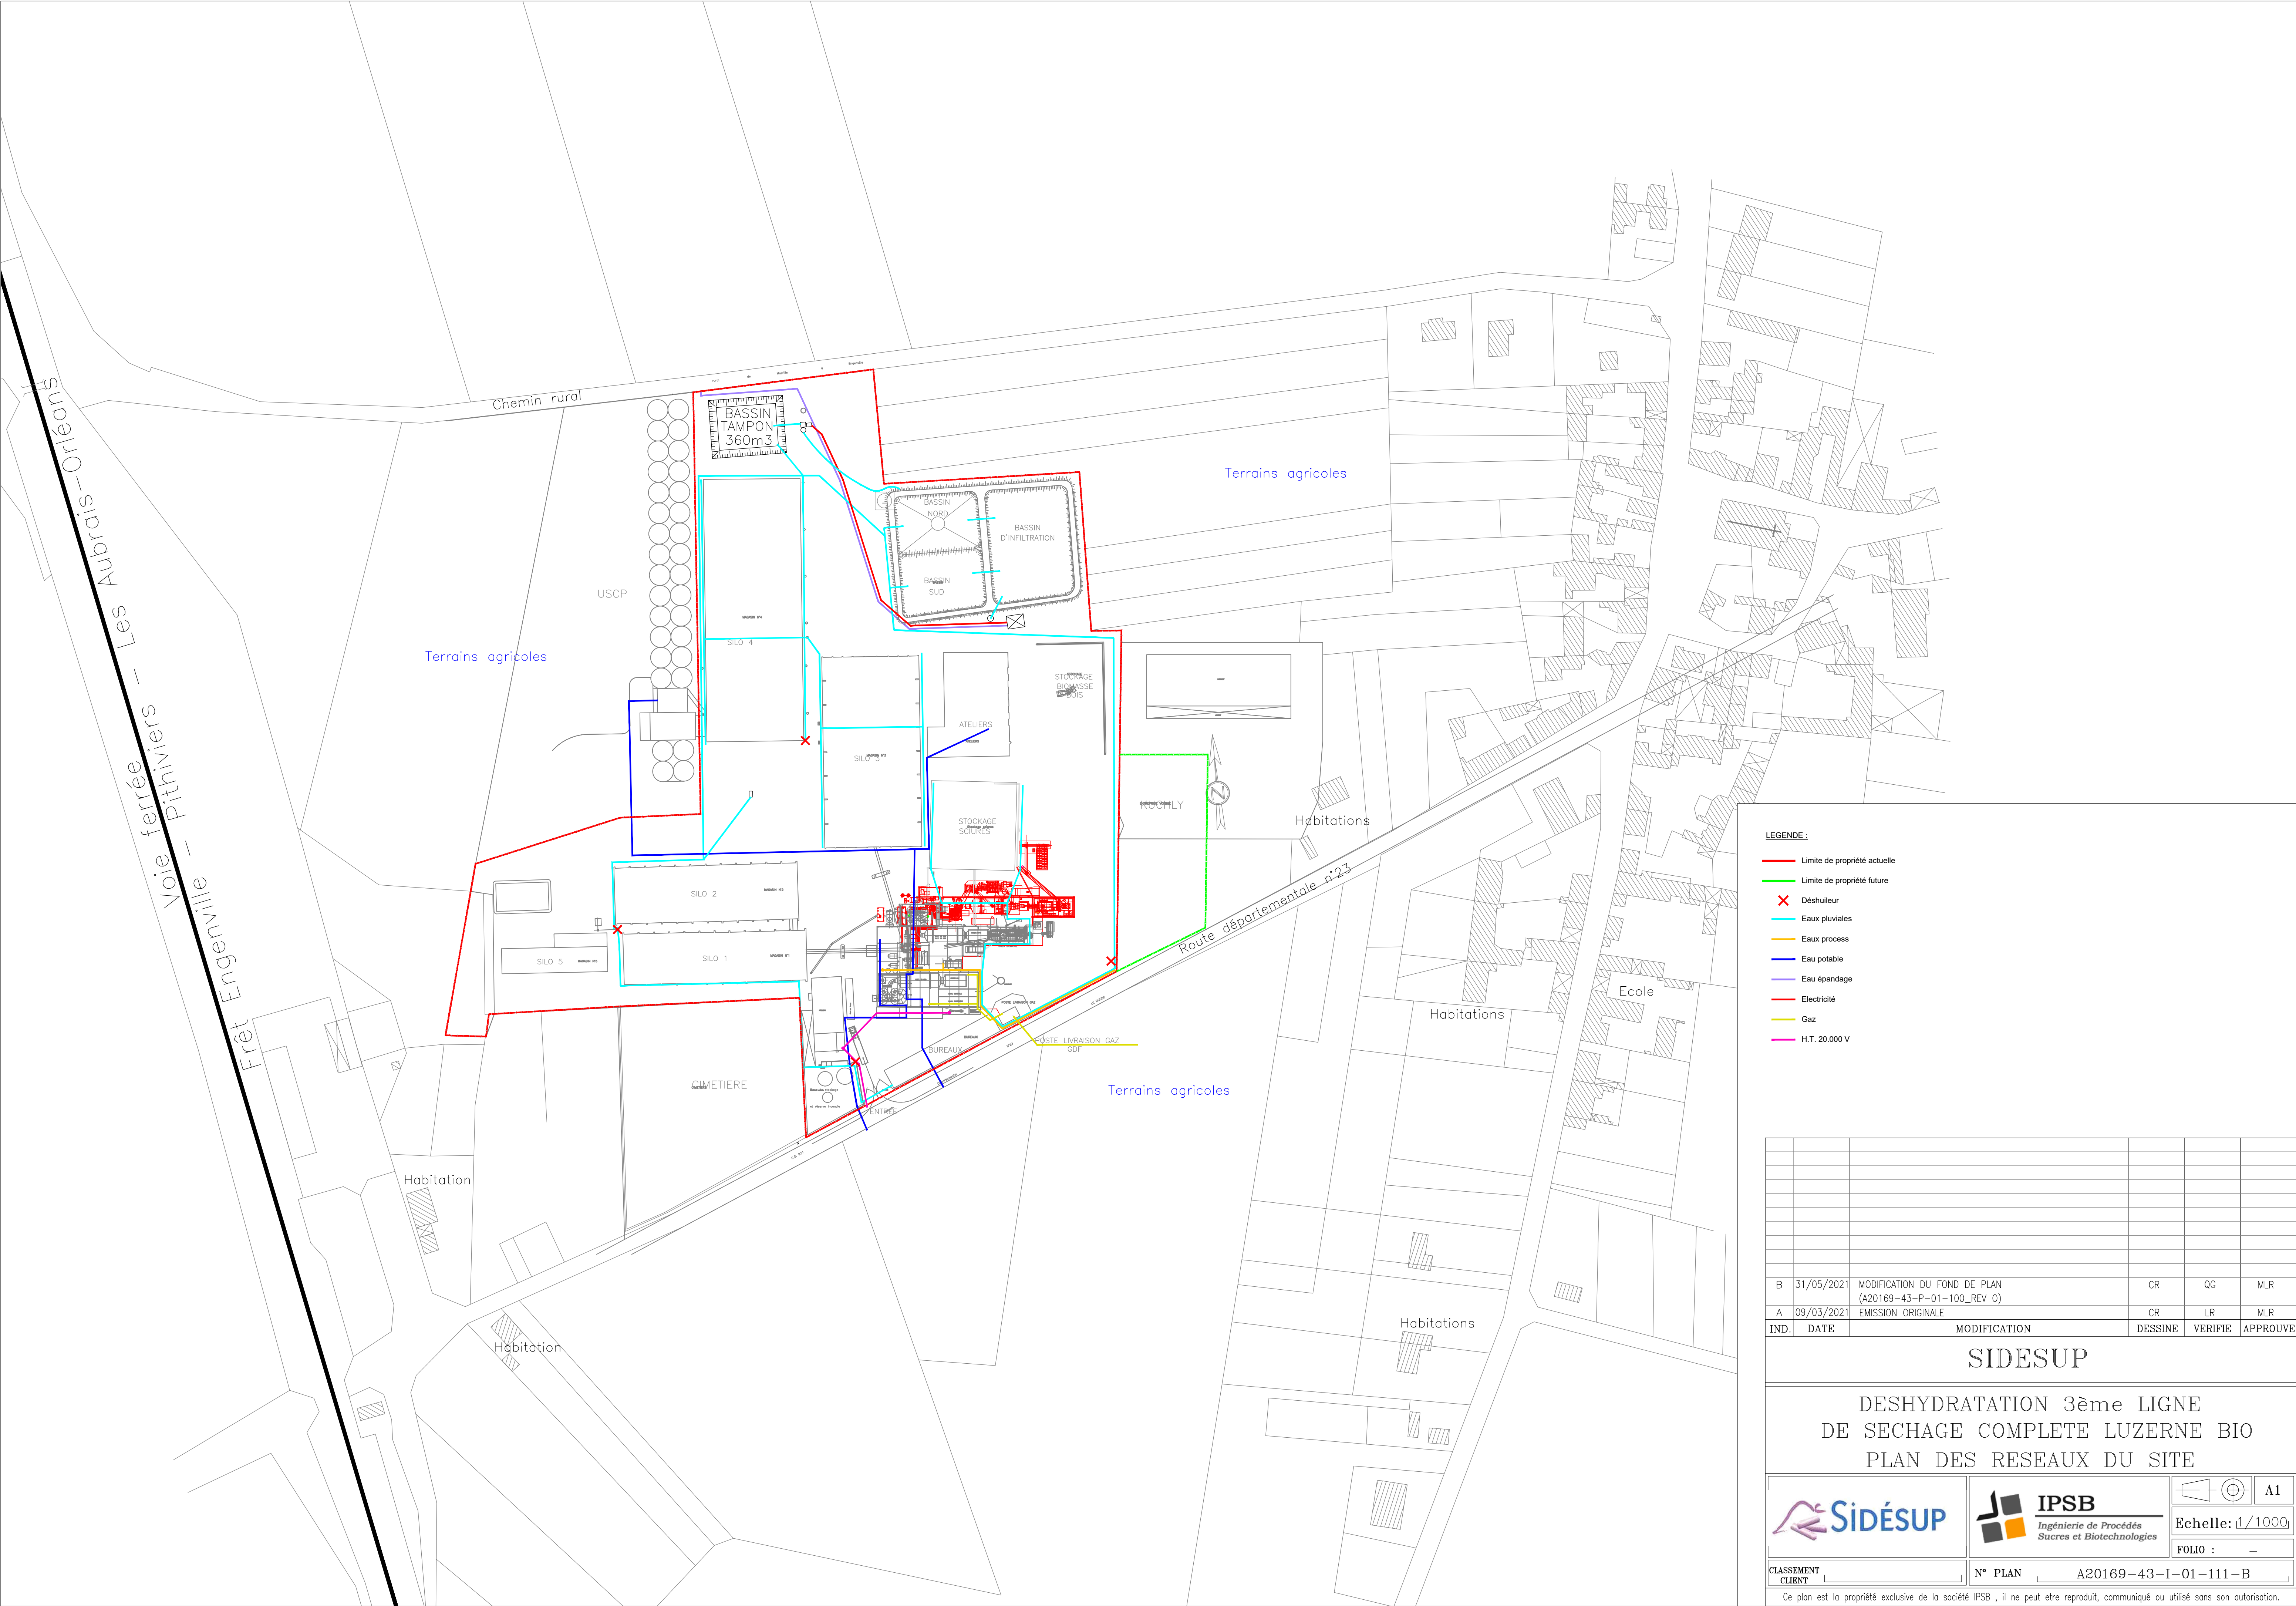 Chemin rural
BASSIN
TAMPON
360m3
Voie ferrée
Frêt Engenville - Pithiviers - Les Aubrais-Orléans
USCP
Terrains agricoles
Terrains agricoles
Terrains agricoles
BASSIN
NORD
BASSIN
D'INFILTRATION
BASSIN
SUD
SILO 4
SILO 3
SILO 2
SILO 1
SILO 5
ATELIERS
STOCKAGE
BIOMASSE
BOIS
STOCKAGE
SCIURES
KUCHLY
N
Habitations
Route départementale n°23
Ecole
Habitations
Habitations
POSTE LIVRAISON GAZ
POSTE LIVRAISON GAZ
GDF
BUREAUX
BUREAUX
ENTREE
CIMETIERE
Habitation
Habitation
LEGENDE :
Limite de propriété actuelle
Limite de propriété future
Déshuileur
Eaux pluviales
Eaux process
Eau potable
Eau épandage
Electricité
Gaz
H.T. 20.000 V
B 31/05/2021 MODIFICATION DU FOND DE PLAN CR QG MLR
(A20169-43-P-01-100_REV 0)
A 09/03/2021 EMISSION ORIGINALE CR LR MLR
IND. DATE MODIFICATION DESSINE VERIFIE APPROUVE
SIDESUP
DESHYDRATATION 3ème LIGNE
DE SECHAGE COMPLETE LUZERNE BIO
PLAN DES RESEAUX DU SITE
SIDÉSUP
IPSB
Ingénierie de Procédés
Sucres et Biotechnologies
A1
Echelle: 1/1000
FOLIO : –
CLASSEMENT
CLIENT
N° PLAN A20169-43-I-01-111-B
Ce plan est la propriété exclusive de la société IPSB , il ne peut etre reproduit, communiqué ou utilisé sans son autorisation.